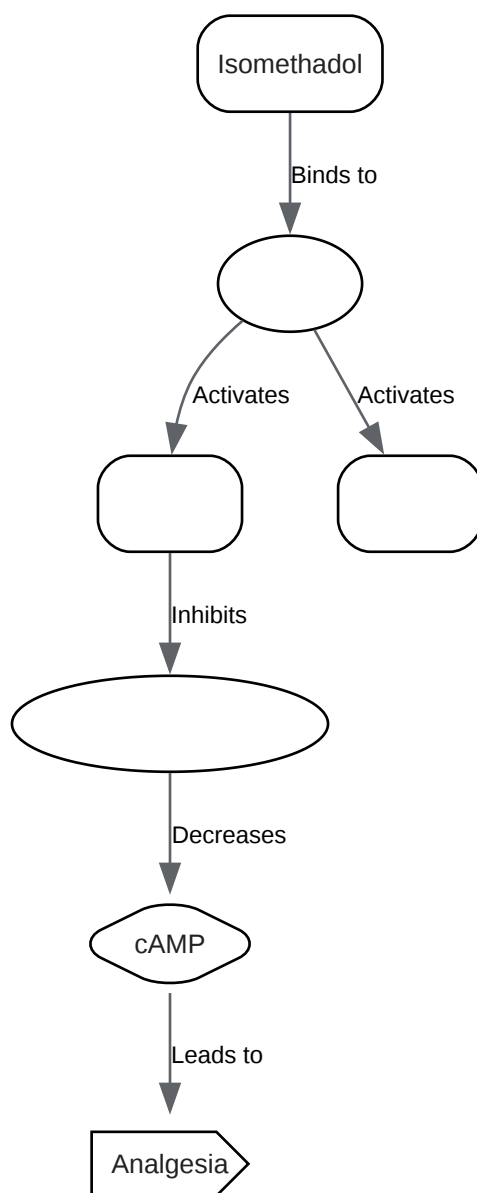 Isomethadol
Binds to
Activates
Activates
Inhibits
Decreases
cAMP
Leads to
Analgesia